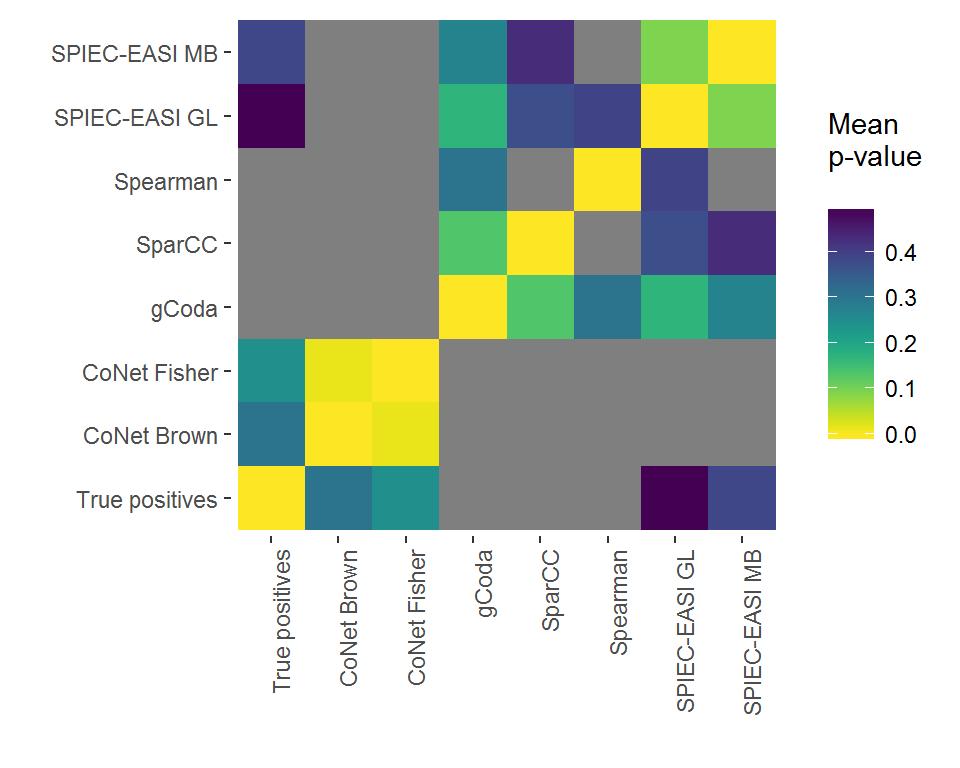 SPIEC-EASI MB
SPIEC-EASI GL
Spearman
SparCC
gCoda
CoNet Fisher
CoNet Brown
True positives
True positives
CoNet Brown
CoNet Fisher
gCoda
SparCC
Spearman
SPIEC-EASI GL
SPIEC-EASI MB
Mean
p-value
0.4
0.3
0.2
0.1
0.0